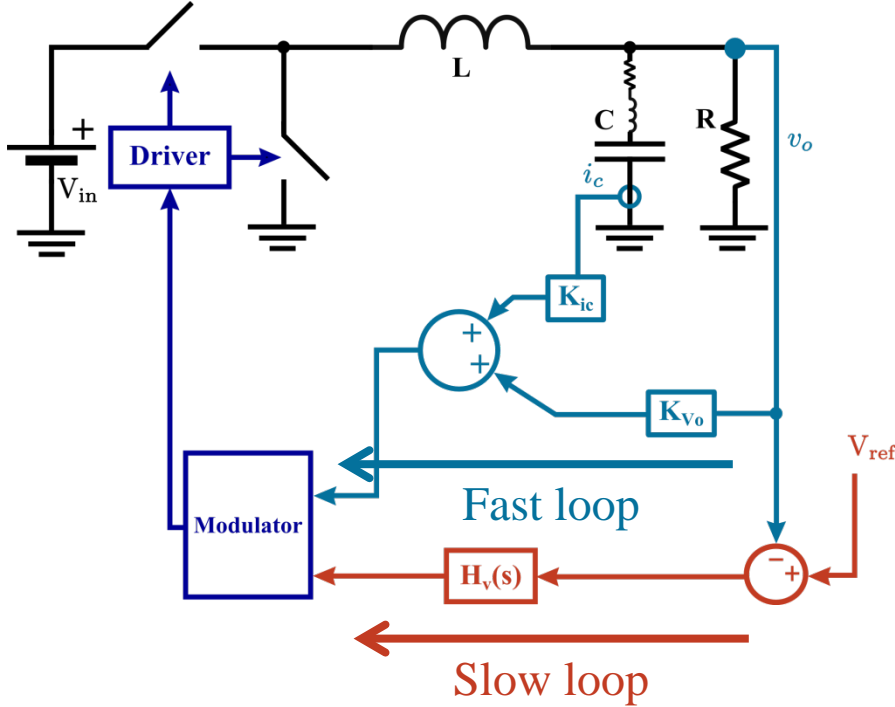 L
C
R
v_o
+
Driver
V_in
i_c
K_ic
+
+
K_Vo
V_ref
Fast loop
Modulator
H_v(s)
-
+
Slow loop